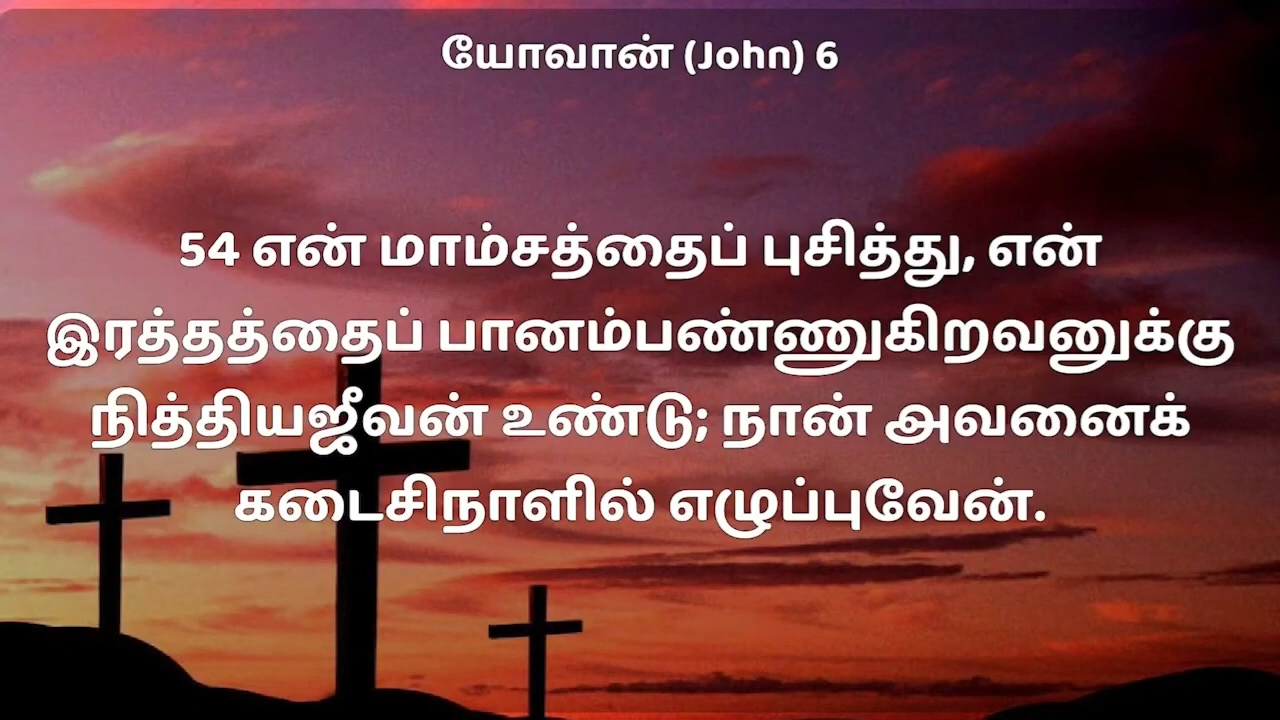 யோவான் (John) 6
54 என் மாம்சத்தைப் புசித்து, என்
இரத்தத்தைப் பானம்பண்ணுகிறவனுக்கு
நித்தியஜீவன் உண்டு; நான் அவனைக்
கடைசிநாளில் எழுப்புவேன்.